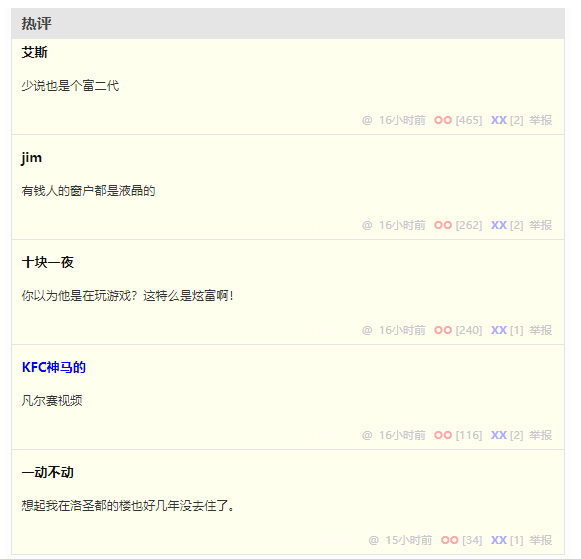 热评
艾斯
少说也是个富二代
@ 16小时前 OO [465] XX [2] 举报
jim
有钱人的窗户都是液晶的
@ 16小时前 OO [262] XX [2] 举报
十块一夜
你以为他是在玩游戏？这特么是炫富啊！
@ 16小时前 OO [240] XX [1] 举报
KFC神马的
凡尔赛视频
@ 16小时前 OO [116] XX [2] 举报
一动不动
想起我在洛圣都的楼也好几年没去住了。
@ 15小时前 OO [34] XX [1] 举报